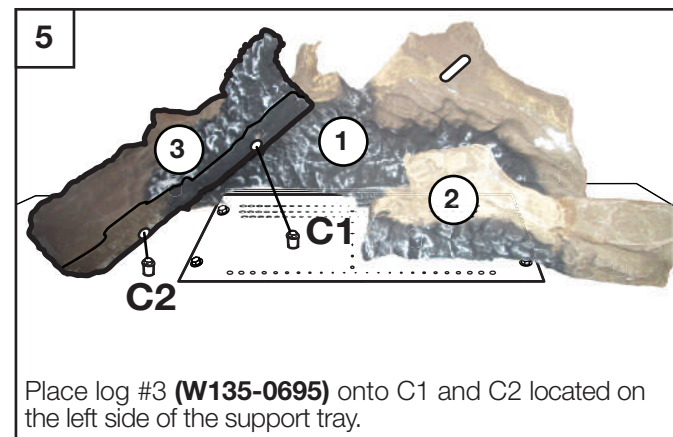 5
3
1
2
C1
C2
Place log #3 (W135-0695) onto C1 and C2 located on
the left side of the support tray.